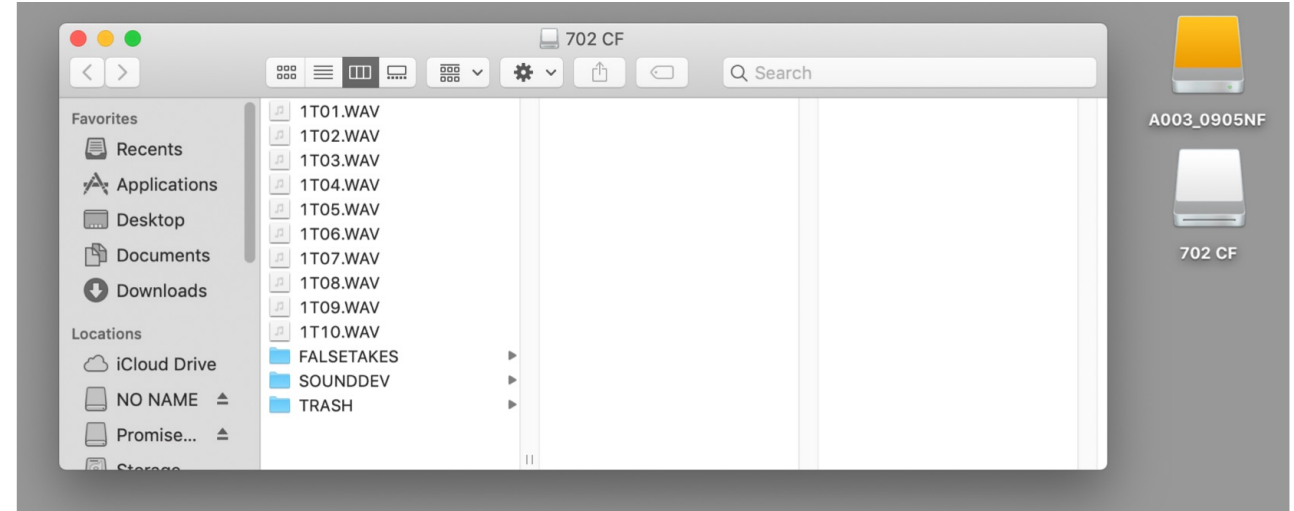 702 CF
Search
Favorites
Recents
Applications
Desktop
Documents
Downloads
Locations
iCloud Drive
NO NAME
Promise...
Storage
1T01.WAV
1T02.WAV
1T03.WAV
1T04.WAV
1T05.WAV
1T06.WAV
1T07.WAV
1T08.WAV
1T09.WAV
1T10.WAV
FALSETAKES
SOUNDDEV
TRASH
A003_0905NF
702 CF